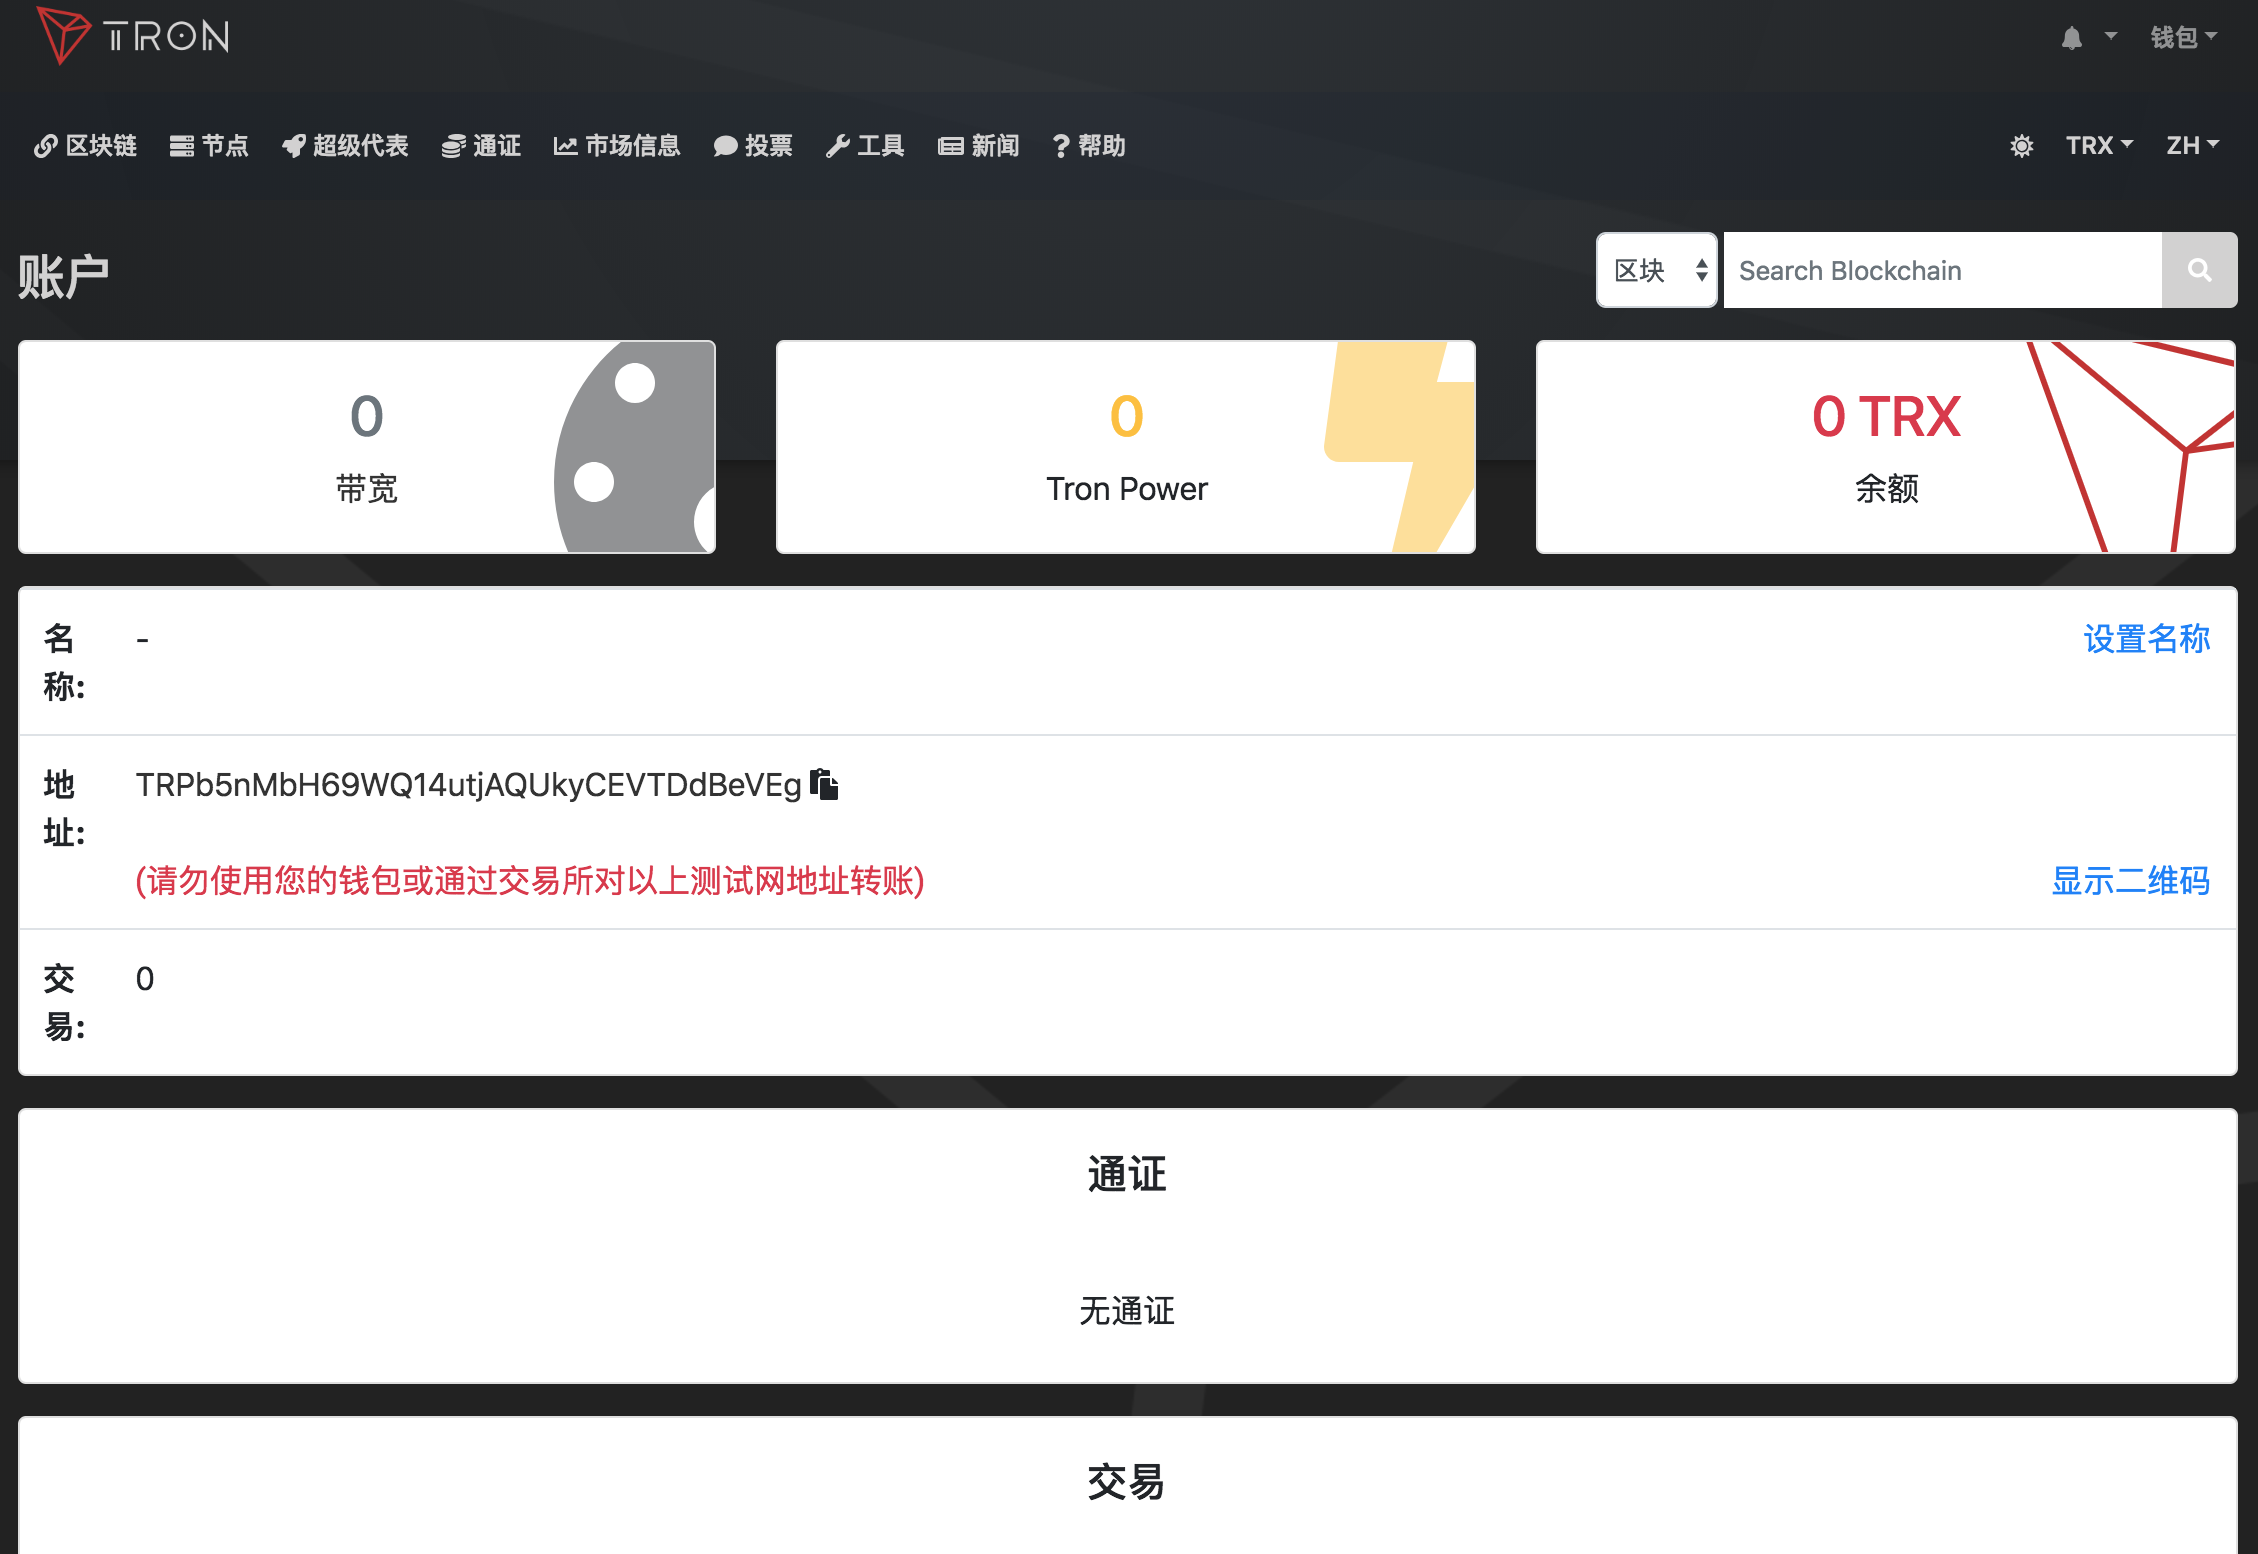 TRON
钱包
区块链 节点 超级代表 通证 市场信息 投票 工具 新闻 帮助 TRX ZH
账户
区块 Search Blockchain
0
带宽
0
Tron Power
0 TRX
余额
名称: - 设置名称
地址: TRPb5nMbH69WQ14utjAQUkyCEVTDdBeVEg
(请勿使用您的钱包或通过交易所对以上测试网地址转账) 显示二维码
交易: 0
通证
无通证
交易